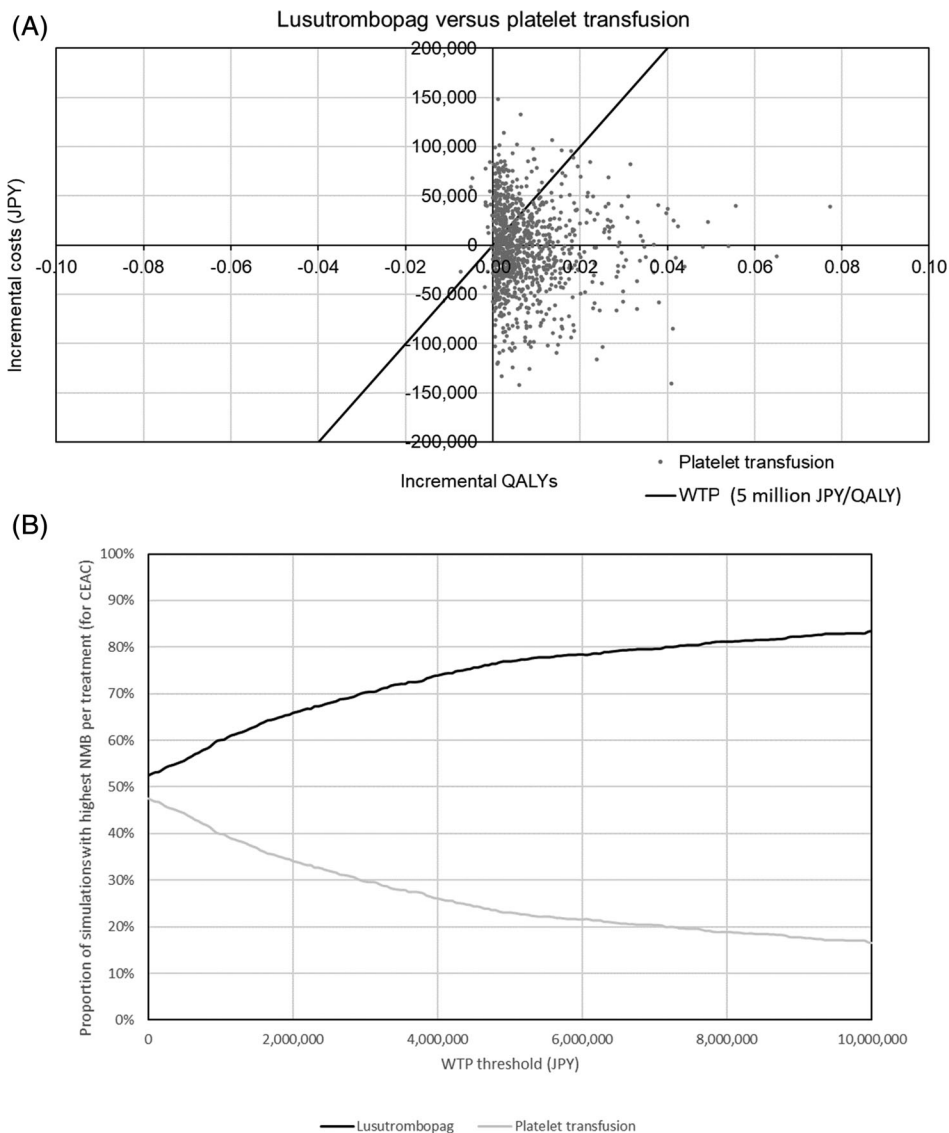 (A)
Lusutrombopag versus platelet transfusion
200,000
150,000
100,000
50,000
0
-0.10 -0.08 -0.06 -0.04 -0.02 0.00 0.02 0.04 0.06 0.08 0.10
-50,000
-100,000
-150,000
-200,000
Incremental costs (JPY)
Incremental QALYs
Platelet transfusion
WTP (5 million JPY/QALY)
(B)
Proportion of simulations with highest NMB per treatment (for CEAC)
100%
90%
80%
70%
60%
50%
40%
30%
20%
10%
0%
0 2,000,000 4,000,000 6,000,000 8,000,000 10,000,000
WTP threshold (JPY)
Lusutrombopag Platelet transfusion